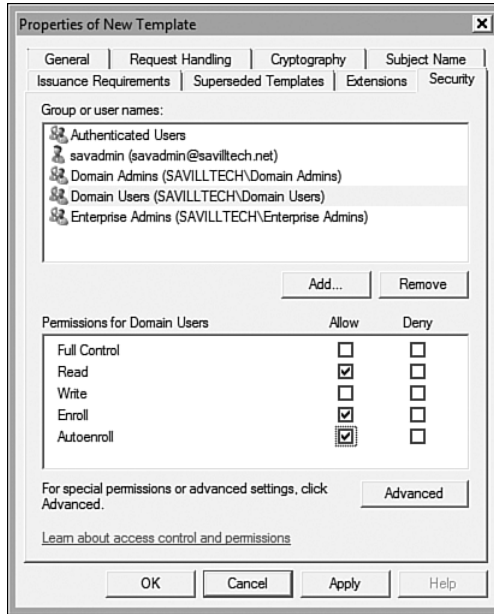 Properties of New Template
General Request Handling Cryptography Subject Name
Issuance Requirements Superseded Templates Extensions Security
Group or user names:
Authenticated Users
savadmin (savadmin@savilltech.net)
Domain Admins (SAVILLTECH\Domain Admins)
Domain Users (SAVILLTECH\Domain Users)
Enterprise Admins (SAVILLTECH\Enterprise Admins)
Add... Remove
Permissions for Domain Users Allow Deny
Full Control
Read
Write
Enroll
Autoenroll
For special permissions or advanced settings, click
Advanced. Advanced
Learn about access control and permissions
OK Cancel Apply Help